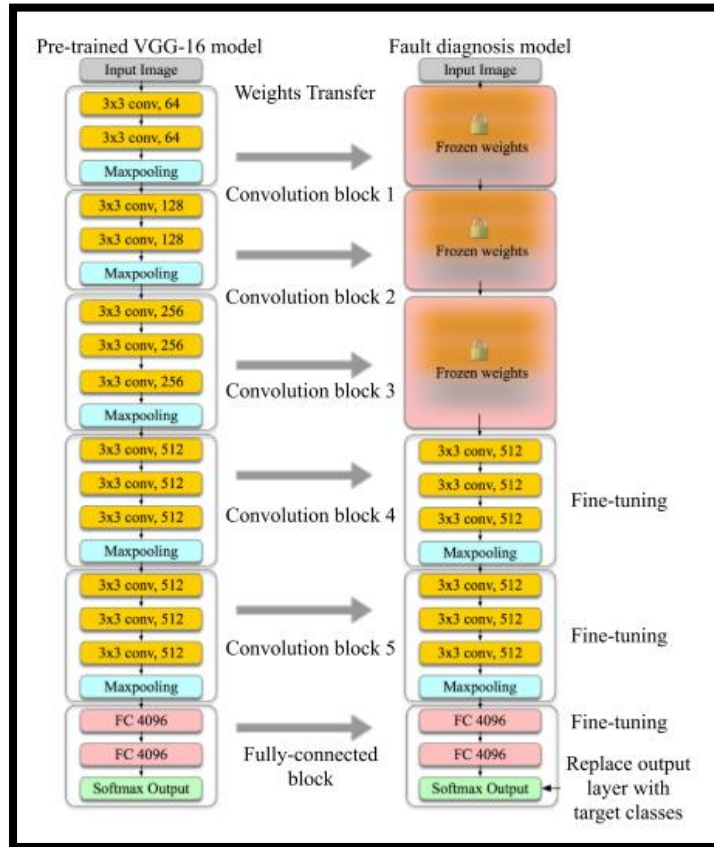 Pre-trained VGG-16 model
Input Image
3x3 conv, 64
3x3 conv, 64
Maxpooling
3x3 conv, 128
3x3 conv, 128
Maxpooling
3x3 conv, 256
3x3 conv, 256
3x3 conv, 256
Maxpooling
3x3 conv, 512
3x3 conv, 512
3x3 conv, 512
Maxpooling
3x3 conv, 512
3x3 conv, 512
3x3 conv, 512
Maxpooling
FC 4096
FC 4096
Softmax Output
Weights Transfer
Convolution block 1
Convolution block 2
Convolution block 3
Convolution block 4
Convolution block 5
Fully-connected
block
Fault diagnosis model
Input Image
Frozen weights
Frozen weights
Frozen weights
3x3 conv, 512
3x3 conv, 512
3x3 conv, 512
Maxpooling
3x3 conv, 512
3x3 conv, 512
3x3 conv, 512
Maxpooling
FC 4096
FC 4096
Softmax Output
Fine-tuning
Fine-tuning
Fine-tuning
Replace output
layer with
target classes